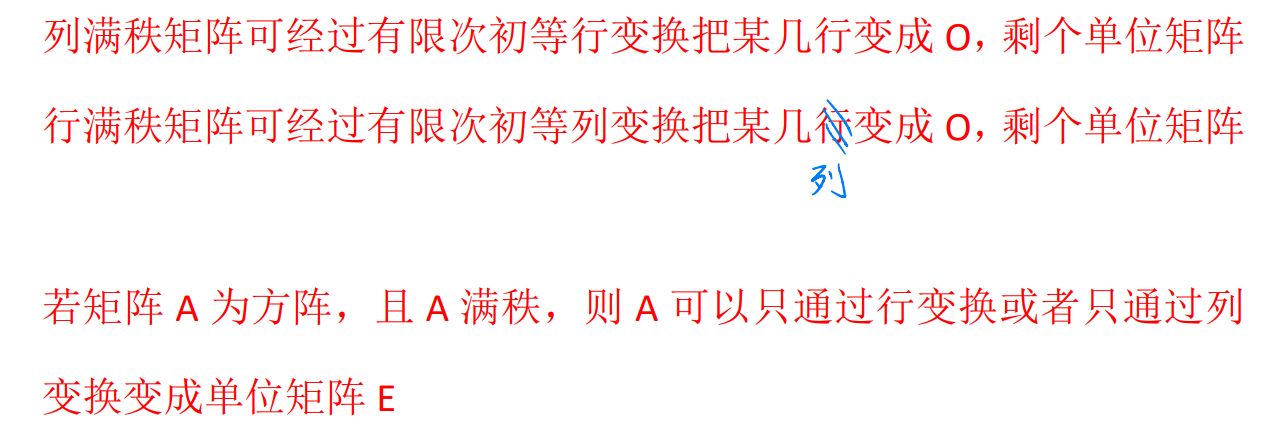 列满秩矩阵可经过有限次初等行变换把某几行变成 O，剩个单位矩阵
行满秩矩阵可经过有限次初等列变换把某几行变成 O，剩个单位矩阵
列
若矩阵 A 为方阵，且 A 满秩，则 A 可以只通过行变换或者只通过列
变换变成单位矩阵 E